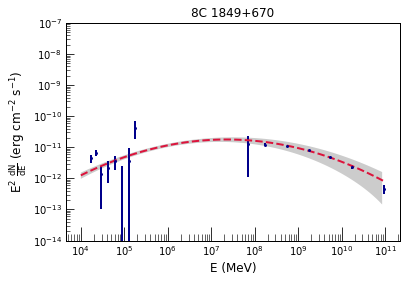 8C 1849+670
E² dN/dE (erg cm⁻² s⁻¹)
10⁻⁷
10⁻⁸
10⁻⁹
10⁻¹⁰
10⁻¹¹
10⁻¹²
10⁻¹³
10⁻¹⁴
10⁴ 10⁵ 10⁶ 10⁷ 10⁸ 10⁹ 10¹⁰ 10¹¹
E (MeV)